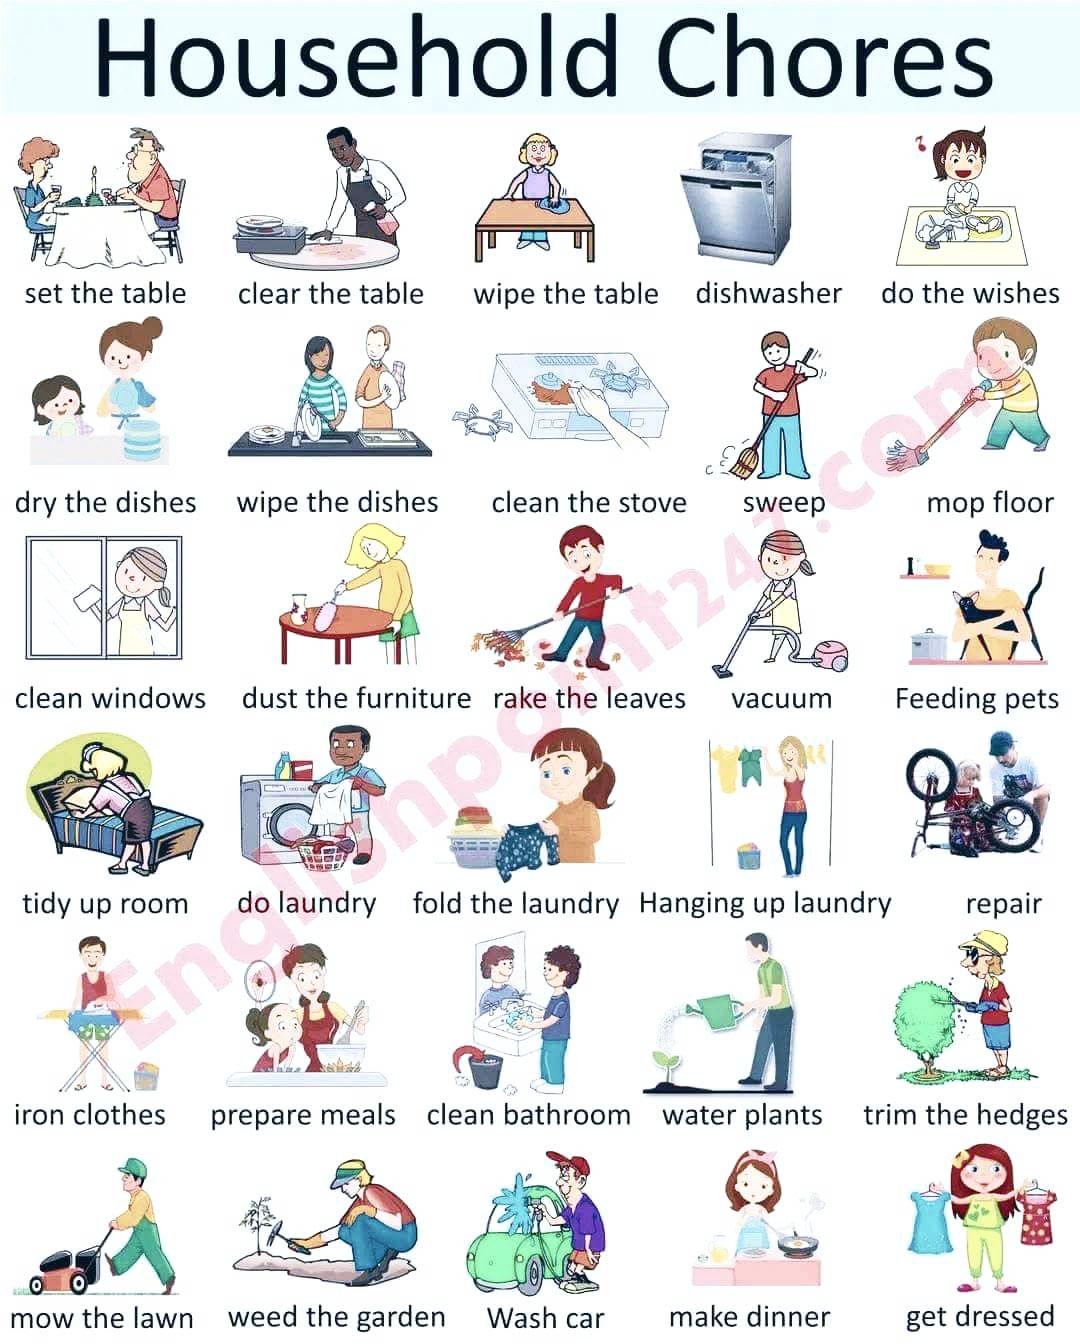 Household Chores
set the table
clear the table
wipe the table
dishwasher
do the wishes
dry the dishes
wipe the dishes
clean the stove
sweep
mop floor
clean windows
dust the furniture
rake the leaves
vacuum
Feeding pets
tidy up room
do laundry
fold the laundry
Hanging up laundry
repair
iron clothes
prepare meals
clean bathroom
water plants
trim the hedges
mow the lawn
weed the garden
Wash car
make dinner
get dressed
Englishpoint247.com